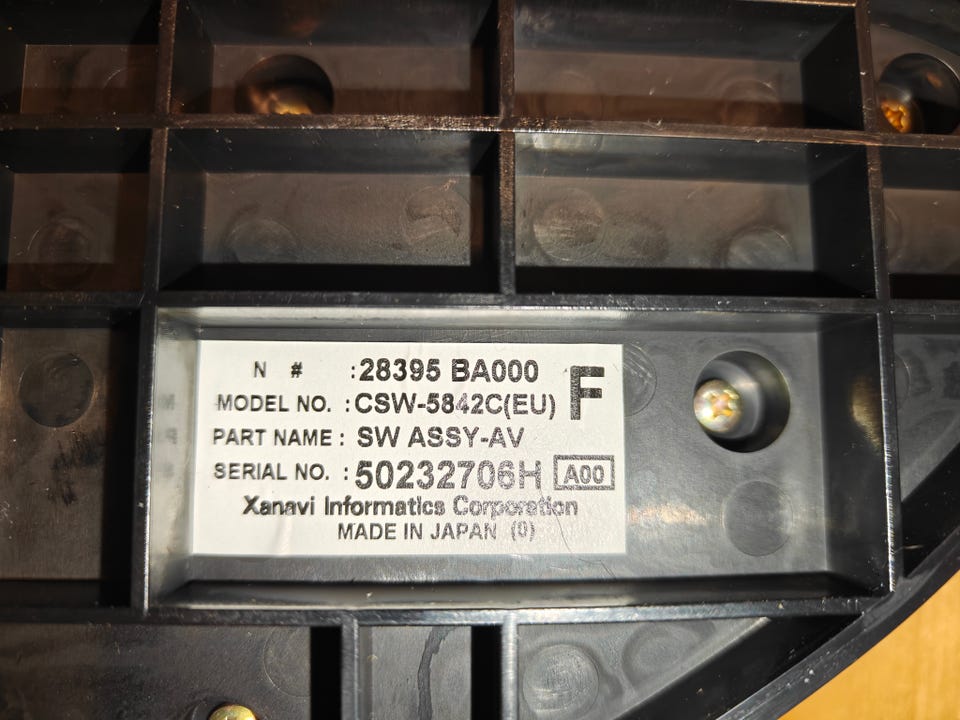 N # : 28395 BA000 F
MODEL NO. : CSW-5842C(EU)
PART NAME : SW ASSY-AV
SERIAL NO. : 50232706H A00
Xanavi Informatics Corporation
MADE IN JAPAN (0)